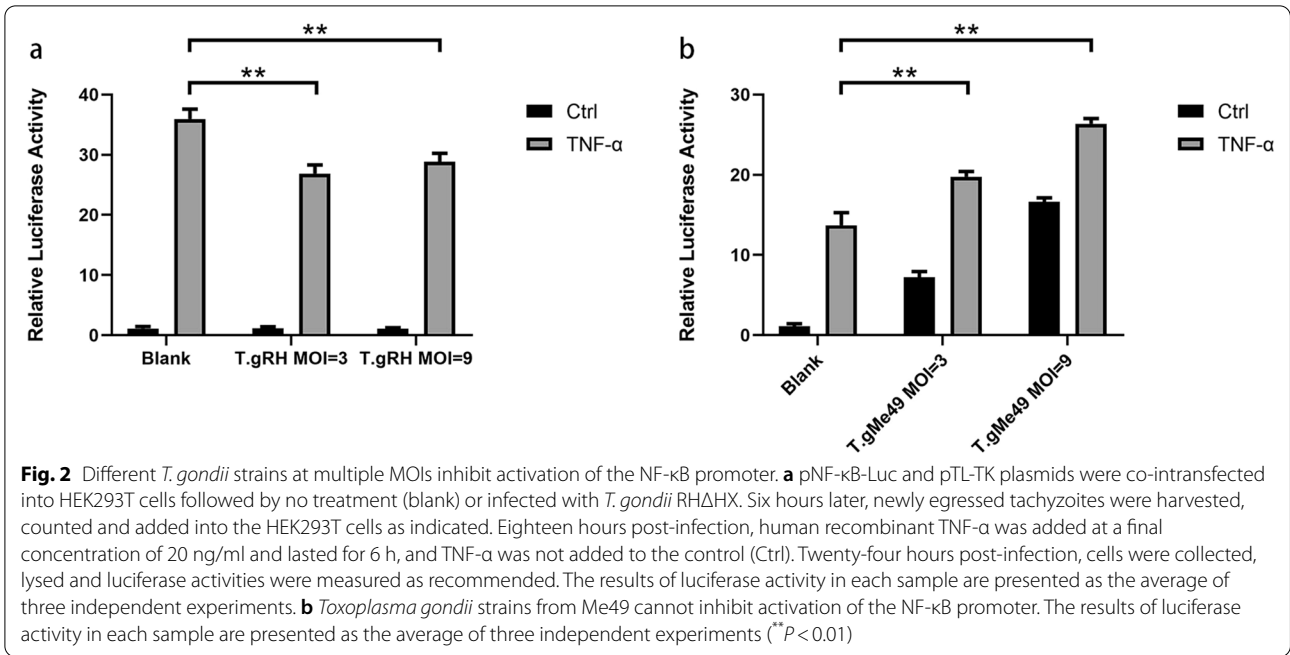 a
**
**
40
30
20
10
0
Relative Luciferase Activity
Blank
T.gRH MOI=3
T.gRH MOI=9
Ctrl
TNF-α
b
**
**
30
20
10
0
Relative Luciferase Activity
Blank
T.gMe49 MOI=3
T.gMe49 MOI=9
Ctrl
TNF-α
Fig. 2 Different T. gondii strains at multiple MOIs inhibit activation of the NF-κB promoter. a pNF-κB-Luc and pTL-TK plasmids were co-intransfected
into HEK293T cells followed by no treatment (blank) or infected with T. gondii RHΔHX. Six hours later, newly egressed tachyzoites were harvested,
counted and added into the HEK293T cells as indicated. Eighteen hours post-infection, human recombinant TNF-α was added at a final
concentration of 20 ng/ml and lasted for 6 h, and TNF-α was not added to the control (Ctrl). Twenty-four hours post-infection, cells were collected,
lysed and luciferase activities were measured as recommended. The results of luciferase activity in each sample are presented as the average of
three independent experiments. b Toxoplasma gondii strains from Me49 cannot inhibit activation of the NF-κB promoter. The results of luciferase
activity in each sample are presented as the average of three independent experiments (**P < 0.01)